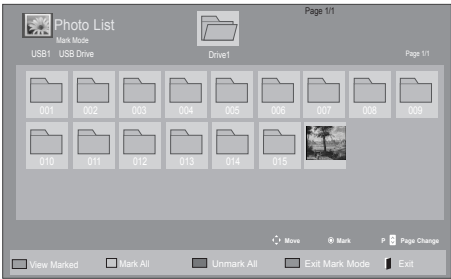 Page 1/1
Photo List
Mark Mode
USB1 USB Drive
Drive1
Page 1/1
001 002 003 004 005 006 007 008 009
010 011 012 013 014 015
Move Mark P Page Change
View Marked Mark All Unmark All Exit Mark Mode Exit